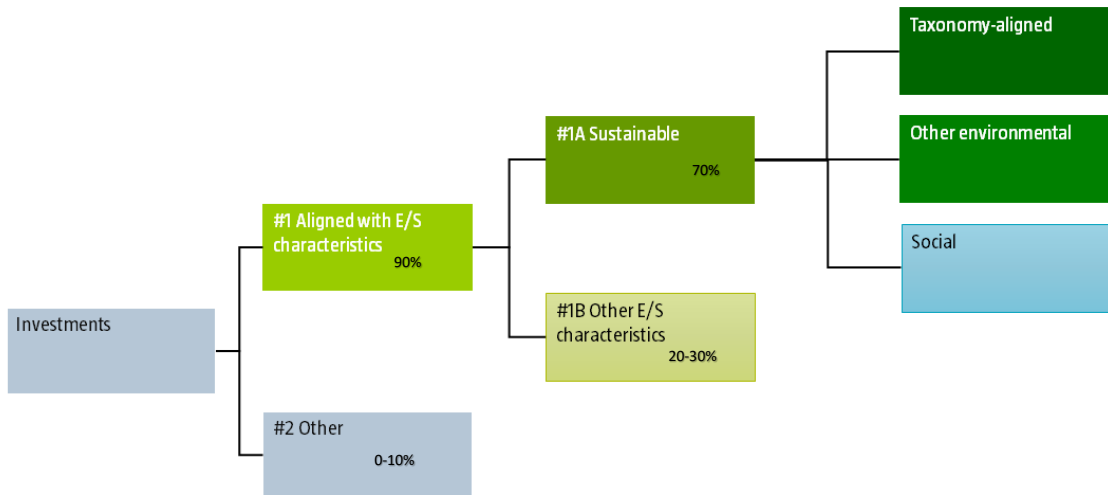 Taxonomy-aligned
#1A Sustainable
70%
Other environmental
#1 Aligned with E/S
characteristics
90%
Social
Investments
#1B Other E/S
characteristics
20-30%
#2 Other
0-10%